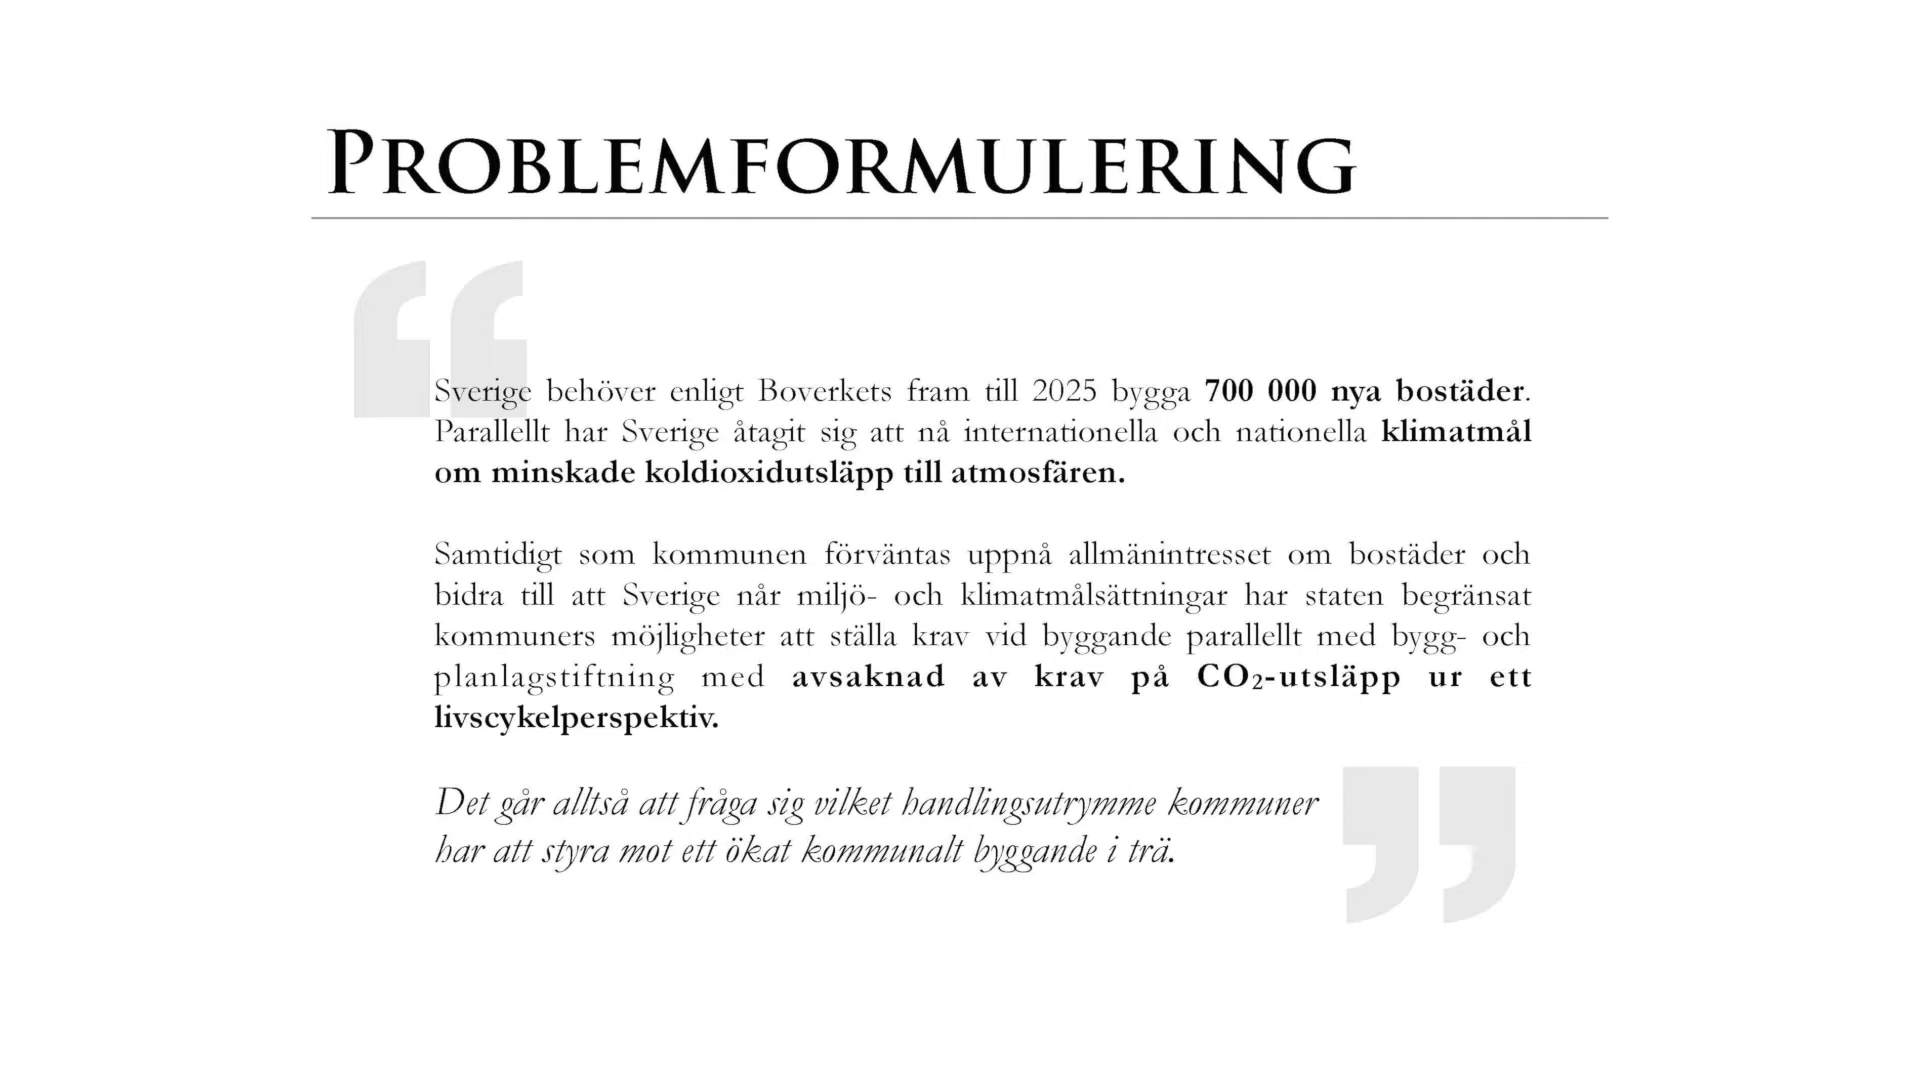 PROBLEMFORMULERING
Sverige behöver enligt Boverkets fram till 2025 bygga 700 000 nya bostäder.
Parallellt har Sverige åtagit sig att nå internationella och nationella klimatmål
om minskade koldioxidutsläpp till atmosfären.
Samtidigt som kommunen förväntas uppnå allmänintresset om bostäder och
bidra till att Sverige når miljö- och klimatmålsättningar har staten begränsat
kommuners möjligheter att ställa krav vid byggande parallellt med bygg- och
planlagstiftning med avsaknad av krav på CO₂-utsläpp ur ett
livscykelperspektiv.
Det går alltså att fråga sig vilket handlingsutrymme kommuner
har att styra mot ett ökat kommunalt byggande i trä.